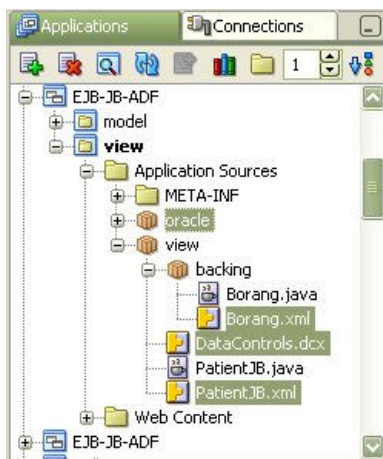 Applications Connections
1
EJB-JB-ADF
model
view
Application Sources
META-INF
oracle
view
backing
Borang.java
Borang.xml
DataControls.dcx
PatientJB.java
PatientJB.xml
Web Content
EJB-JB-ADF